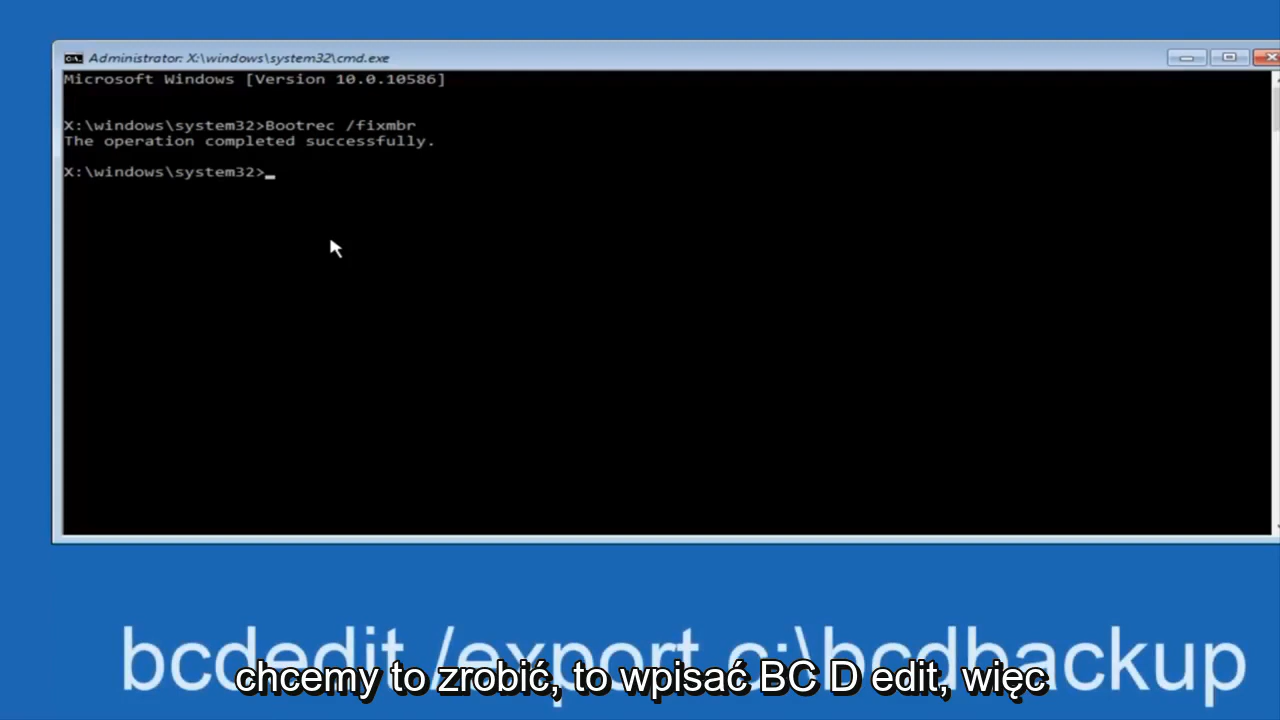 Administrator: X:\windows\system32\cmd.exe
Microsoft Windows [Version 10.0.10586]
X:\windows\system32>Bootrec /fixmbr
The operation completed successfully.
X:\windows\system32>_
bcdedit /export c:\bcdbackup
chcemy to zrobić, to wpisać BC D edit, więc